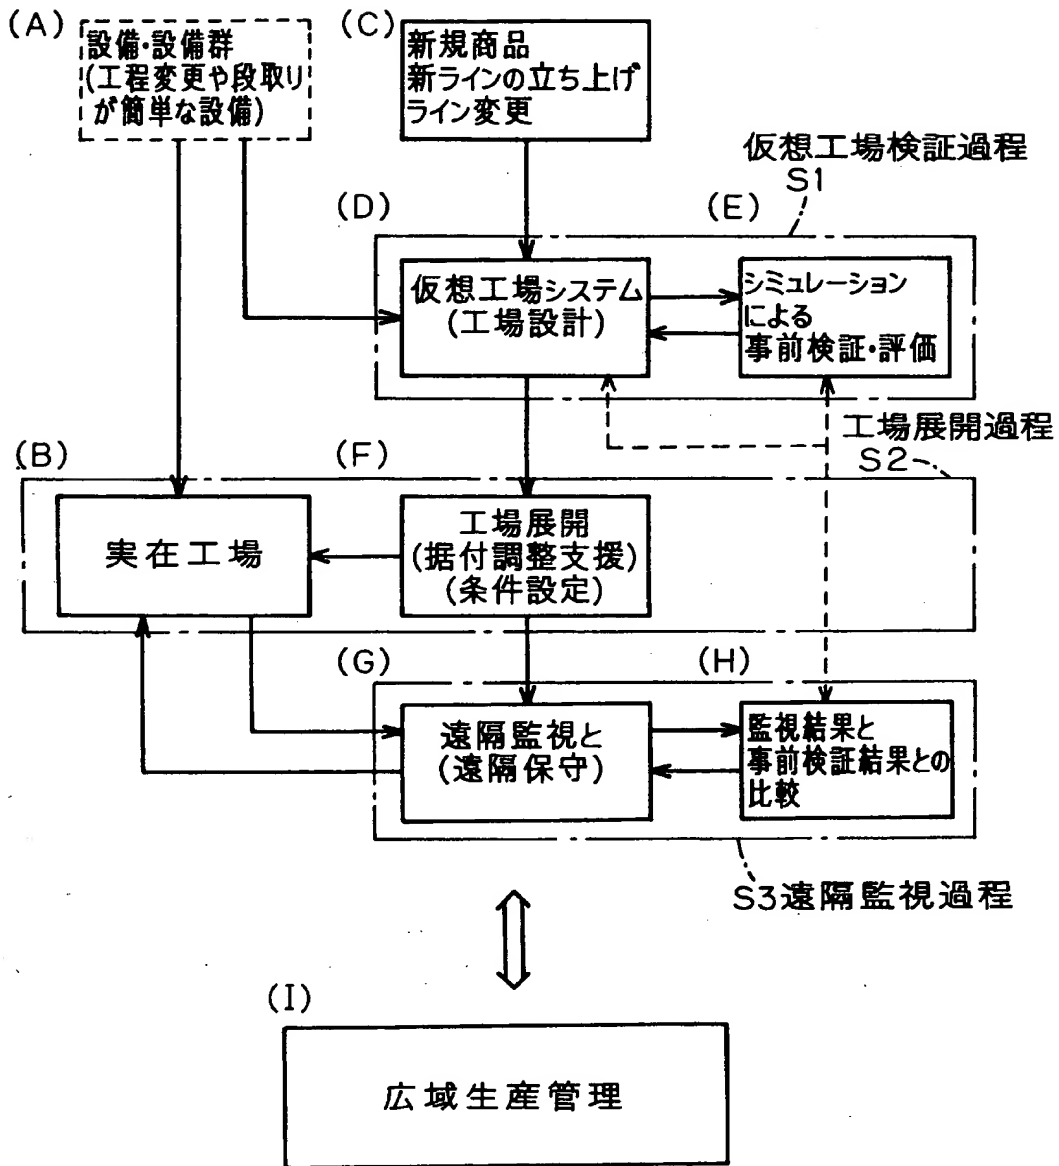 (A)
設備・設備群
(工程変更や段取り
が簡単な設備)
(C)
新規商品
新ラインの立ち上げ
ライン変更
仮想工場検証過程
S1
(D)
(E)
仮想工場システム
(工場設計)
シミュレーション
による
事前検証・評価
工場展開過程
S2
(B)
(F)
実在工場
工場展開
(据付調整支援)
(条件設定)
(G)
(H)
遠隔監視と
(遠隔保守)
監視結果と
事前検証結果との
比較
S3遠隔監視過程
(I)
広域生産管理